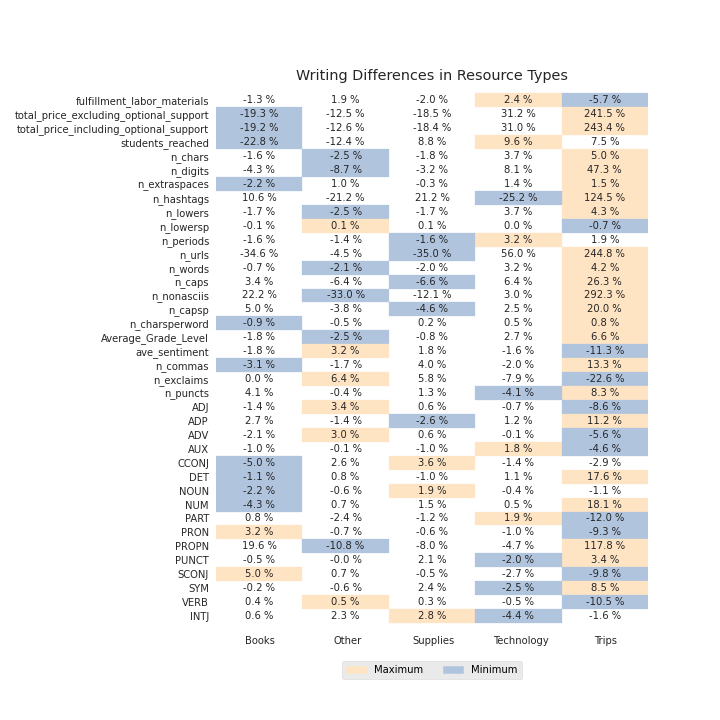 Writing Differences in Resource Types
fulfillment_labor_materials -1.3 % 1.9 % -2.0 % 2.4 % -5.7 %
total_price_excluding_optional_support -19.3 % -12.5 % -18.5 % 31.2 % 241.5 %
total_price_including_optional_support -19.2 % -12.6 % -18.4 % 31.0 % 243.4 %
students_reached -22.8 % -12.4 % 8.8 % 9.6 % 7.5 %
n_chars -1.6 % -2.5 % -1.8 % 3.7 % 5.0 %
n_digits -4.3 % -8.7 % -3.2 % 8.1 % 47.3 %
n_extraspaces -2.2 % 1.0 % -0.3 % 1.4 % 1.5 %
n_hashtags 10.6 % -21.2 % 21.2 % -25.2 % 124.5 %
n_lowers -1.7 % -2.5 % -1.7 % 3.7 % 4.3 %
n_lowersp -0.1 % 0.1 % 0.1 % 0.0 % -0.7 %
n_periods -1.6 % -1.4 % -1.6 % 3.2 % 1.9 %
n_urls -34.6 % -4.5 % -35.0 % 56.0 % 244.8 %
n_words -0.7 % -2.1 % -2.0 % 3.2 % 4.2 %
n_caps 3.4 % -6.4 % -6.6 % 6.4 % 26.3 %
n_nonasciis 22.2 % -33.0 % -12.1 % 3.0 % 292.3 %
n_capsp 5.0 % -3.8 % -4.6 % 2.5 % 20.0 %
n_charsperword -0.9 % -0.5 % 0.2 % 0.5 % 0.8 %
Average_Grade_Level -1.8 % -2.5 % -0.8 % 2.7 % 6.6 %
ave_sentiment -1.8 % 3.2 % 1.8 % -1.6 % -11.3 %
n_commas -3.1 % -1.7 % 4.0 % -2.0 % 13.3 %
n_exclaims 0.0 % 6.4 % 5.8 % -7.9 % -22.6 %
n_puncts 4.1 % -0.4 % 1.3 % -4.1 % 8.3 %
ADJ -1.4 % 3.4 % 0.6 % -0.7 % -8.6 %
ADP 2.7 % -1.4 % -2.6 % 1.2 % 11.2 %
ADV -2.1 % 3.0 % 0.6 % -0.1 % -5.6 %
AUX -1.0 % -0.1 % -1.0 % 1.8 % -4.6 %
CCONJ -5.0 % 2.6 % 3.6 % -1.4 % -2.9 %
DET -1.1 % 0.8 % -1.0 % 1.1 % 17.6 %
NOUN -2.2 % -0.6 % 1.9 % -0.4 % -1.1 %
NUM -4.3 % 0.7 % 1.5 % 0.5 % 18.1 %
PART 0.8 % -2.4 % -1.2 % 1.9 % -12.0 %
PRON 3.2 % -0.7 % -0.6 % -1.0 % -9.3 %
PROPN 19.6 % -10.8 % -8.0 % -4.7 % 117.8 %
PUNCT -0.5 % -0.0 % 2.1 % -2.0 % 3.4 %
SCONJ 5.0 % 0.7 % -0.5 % -2.7 % -9.8 %
SYM -0.2 % -0.6 % 2.4 % -2.5 % 8.5 %
VERB 0.4 % 0.5 % 0.3 % -0.5 % -10.5 %
INTJ 0.6 % 2.3 % 2.8 % -4.4 % -1.6 %
Books Other Supplies Technology Trips
Maximum Minimum